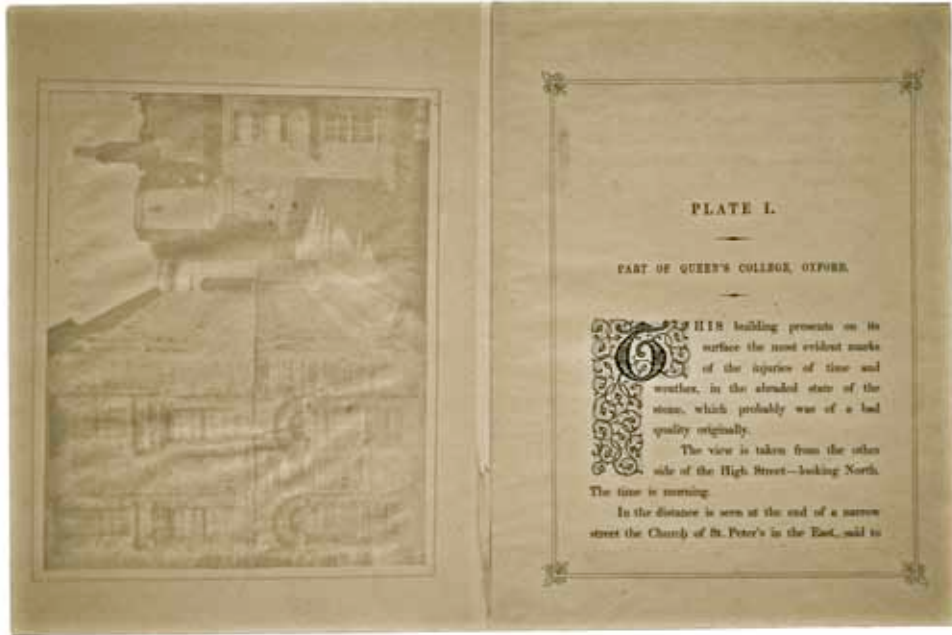 PLATE I.
PART OF QUEEN'S COLLEGE, OXFORD.
THIS building presents on its
surface the most evident marks
of the injuries of time and
weather, in the abraded state of the
stone, which probably was of a bad
quality originally.
The view is taken from the other
side of the High Street—looking North.
The time is morning.
In the distance is seen at the end of a narrow
street the Church of St. Peter's in the East, said to